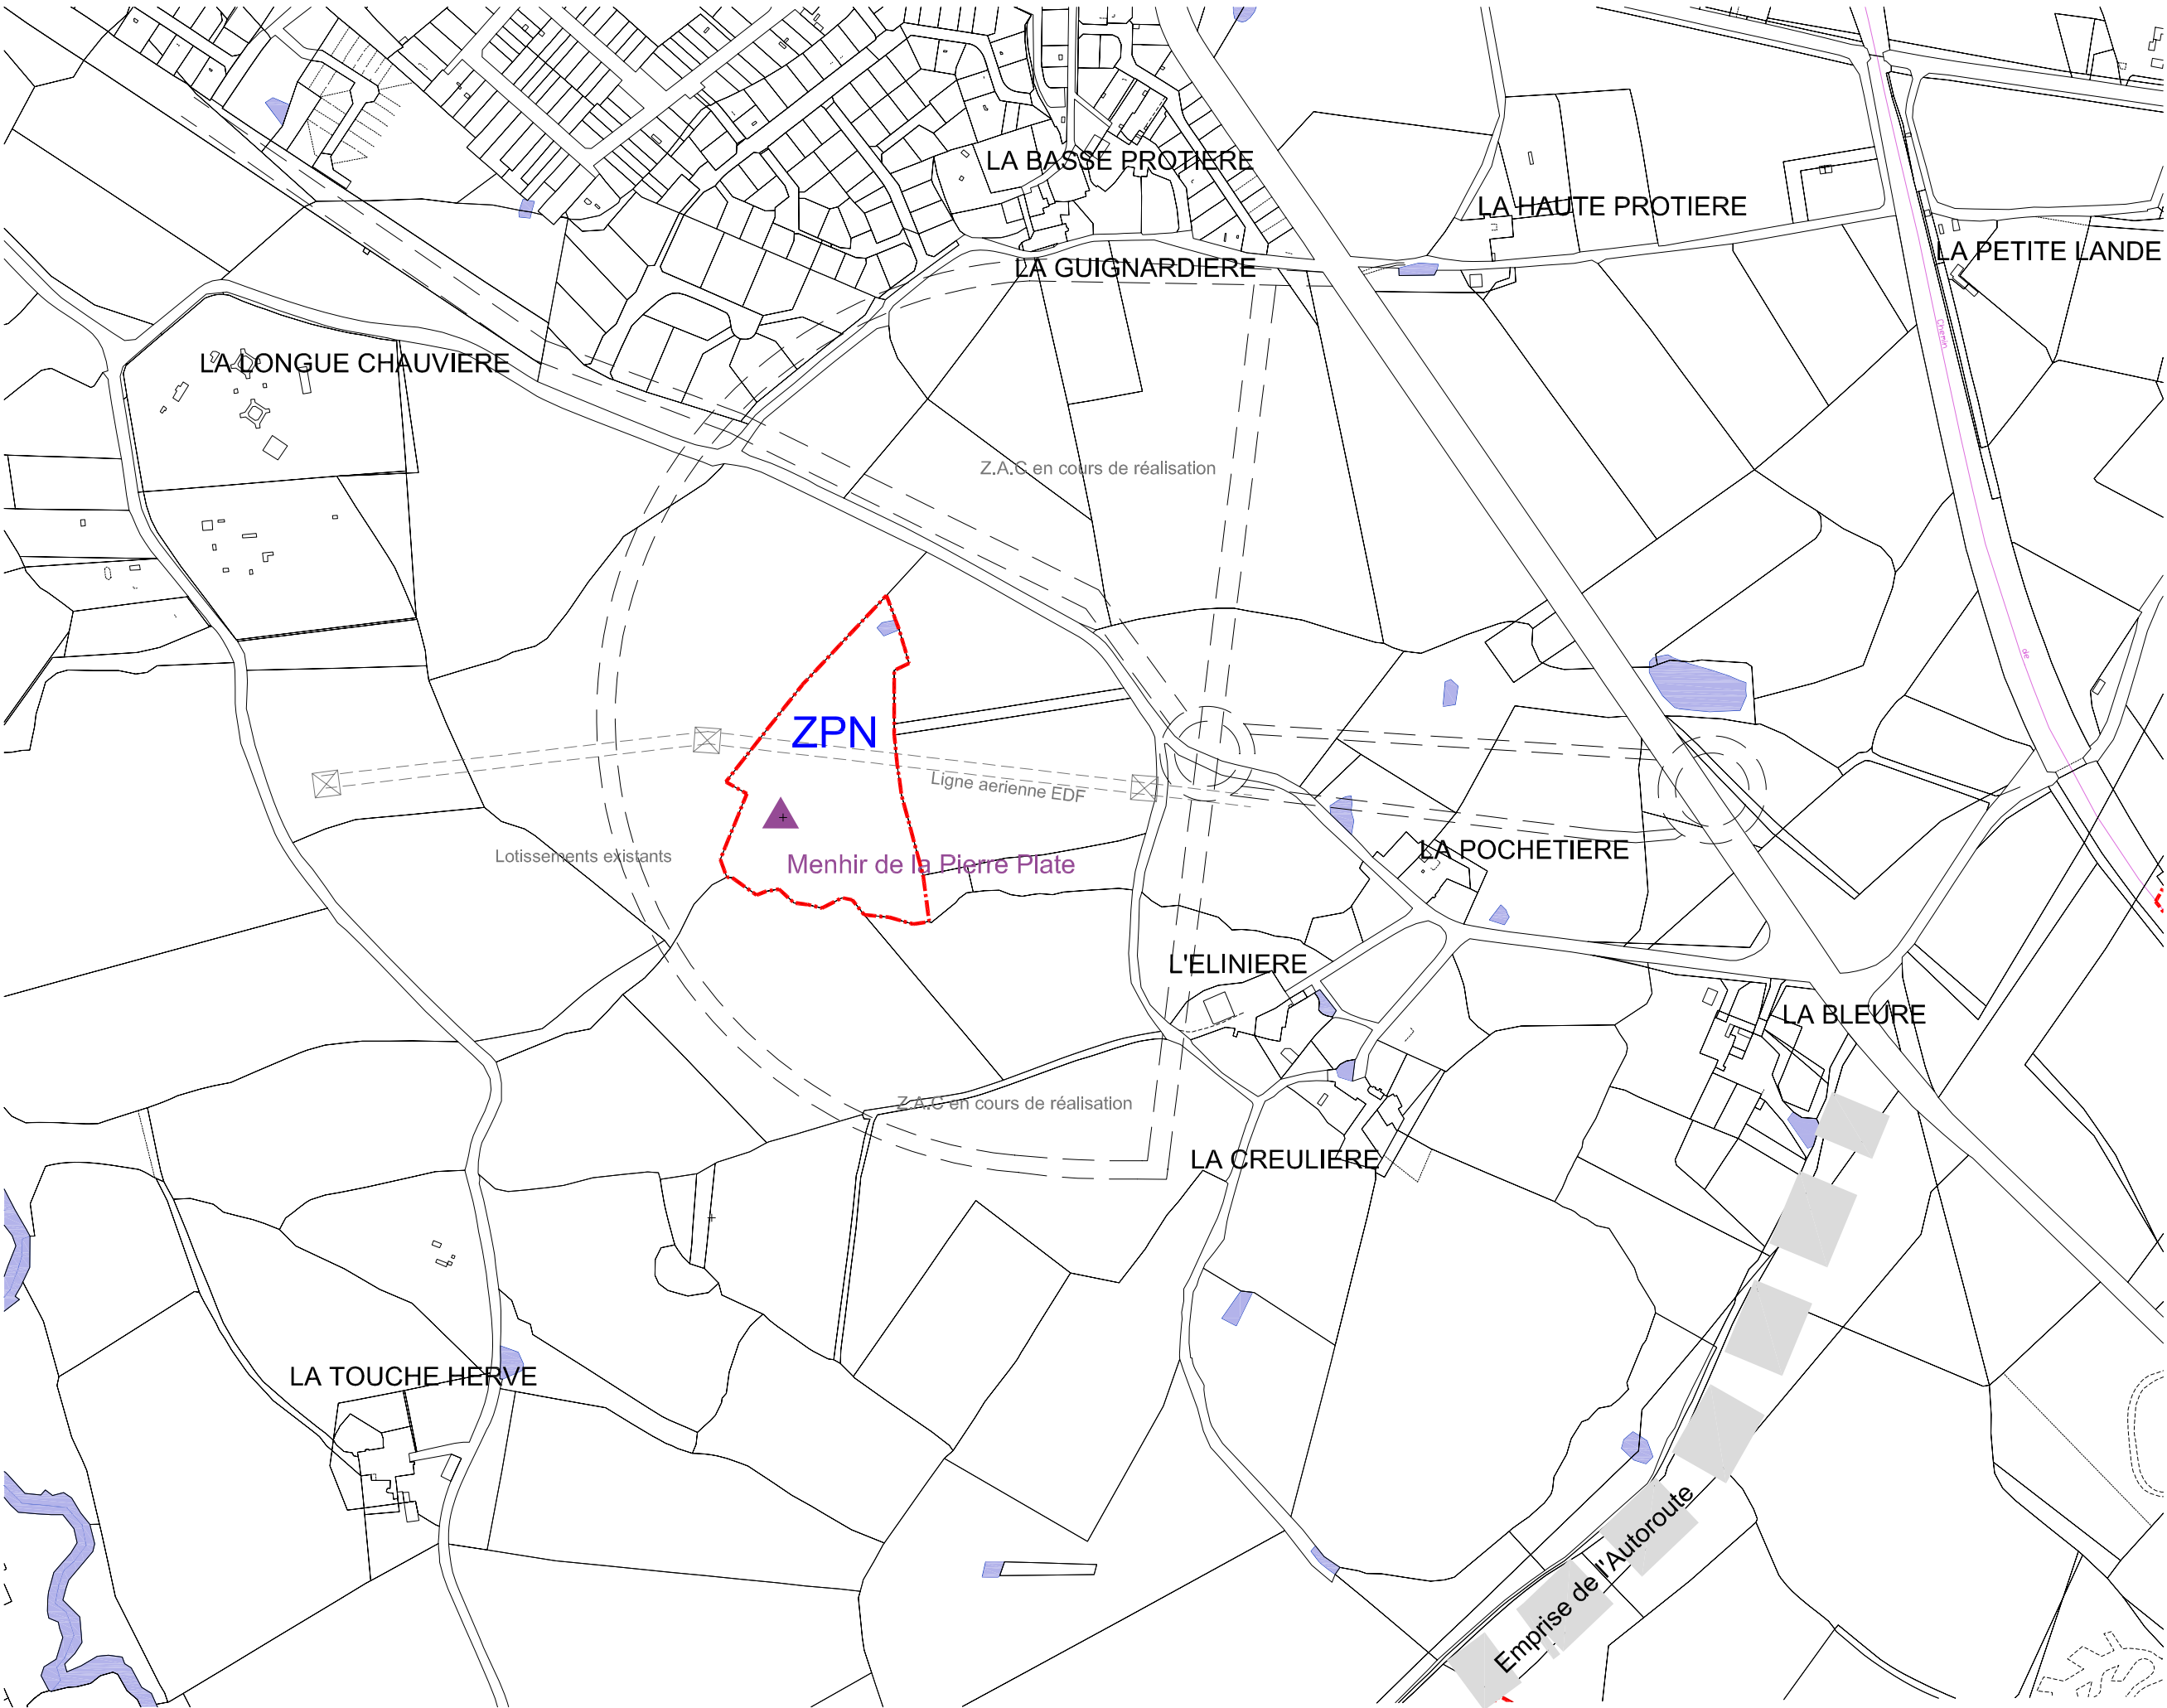 LA BASSE PROTIERE
LA HAUTE PROTIERE
LA PETITE LANDE
LA GUIGNARDIERE
Chemin
LA LONGUE CHAUVIERE
Z.A.C en cours de réalisation
de
ZPN
Ligne aerienne EDF
Lotissements existants
Menhir de la Pierre Plate
LA POCHETIERE
L'ELINIERE
LA BLEURE
Z.A.C en cours de réalisation
LA CREULIERE
LA TOUCHE HERVE
Emprise de l'Autoroute